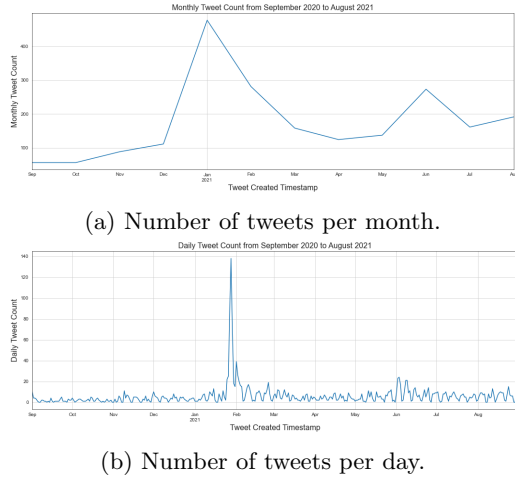 Monthly Tweet Count from September 2020 to August 2021
Monthly Tweet Count
400
300
200
100
Sep Oct Nov Dec Jan Feb Mar Apr May Jun Jul Au
2021
Tweet Created Timestamp
(a) Number of tweets per month.
Daily Tweet Count from September 2020 to August 2021
Daily Tweet Count
140
120
100
80
60
40
20
0
Sep Oct Nov Dec Jan Feb Mar Apr May Jun Jul Aug
2021
Tweet Created Timestamp
(b) Number of tweets per day.